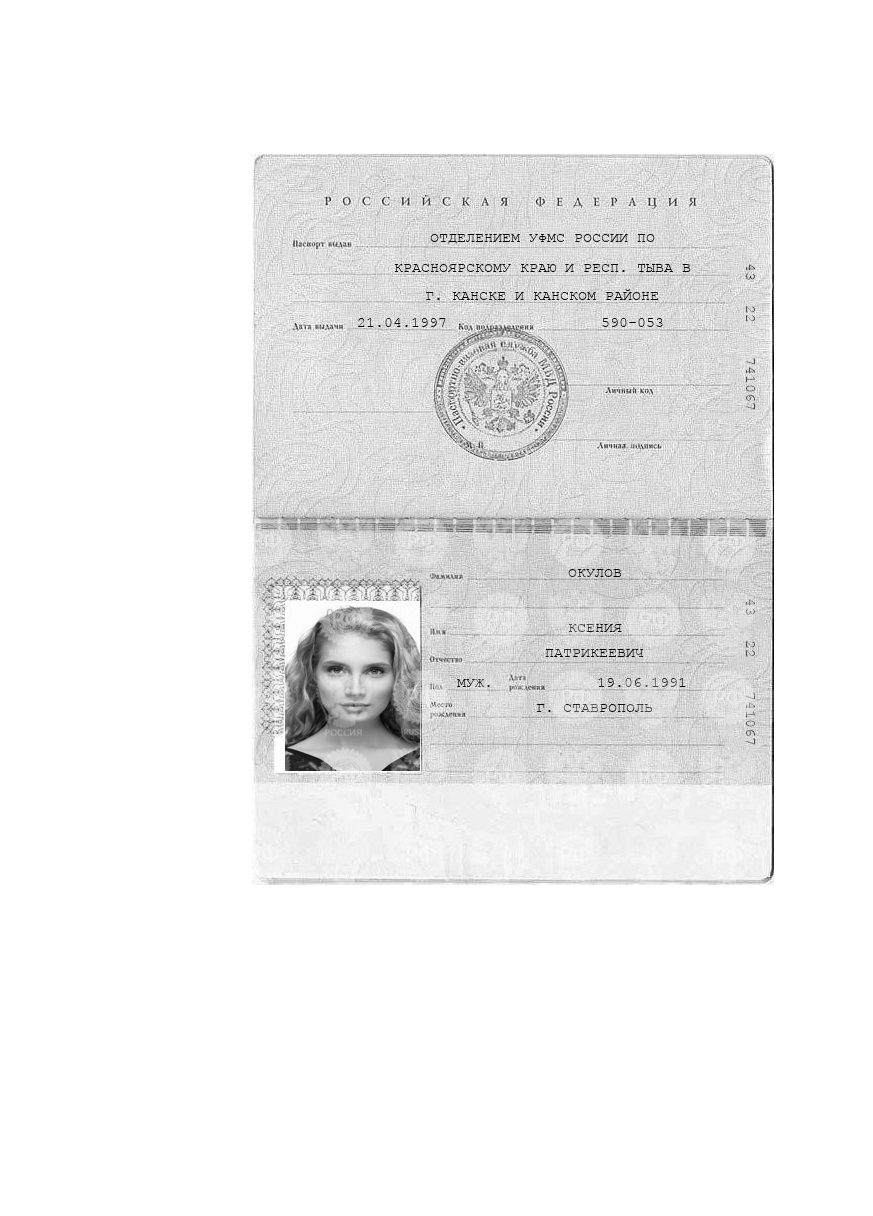 РОССИЙСКАЯ ФЕДЕРАЦИЯ
Паспорт выдан ОТДЕЛЕНИЕМ УФМС РОССИИ ПО
КРАСНОЯРСКОМУ КРАЮ И РЕСП. ТЫВА В
Г. КАНСКЕ И КАНСКОМ РАЙОНЕ
Дата выдачи 21.04.1997 Код подразделения 590-053
43 22 741067
Паспортно-визовая служба МВД России
Личный код
М.П. Личная подпись
Фамилия ОКУЛОВ
Имя КСЕНИЯ
Отчество ПАТРИКЕЕВИЧ
Пол МУЖ. Дата рождения 19.06.1991
Место рождения Г. СТАВРОПОЛЬ
43 22 741067
РОССИЯ